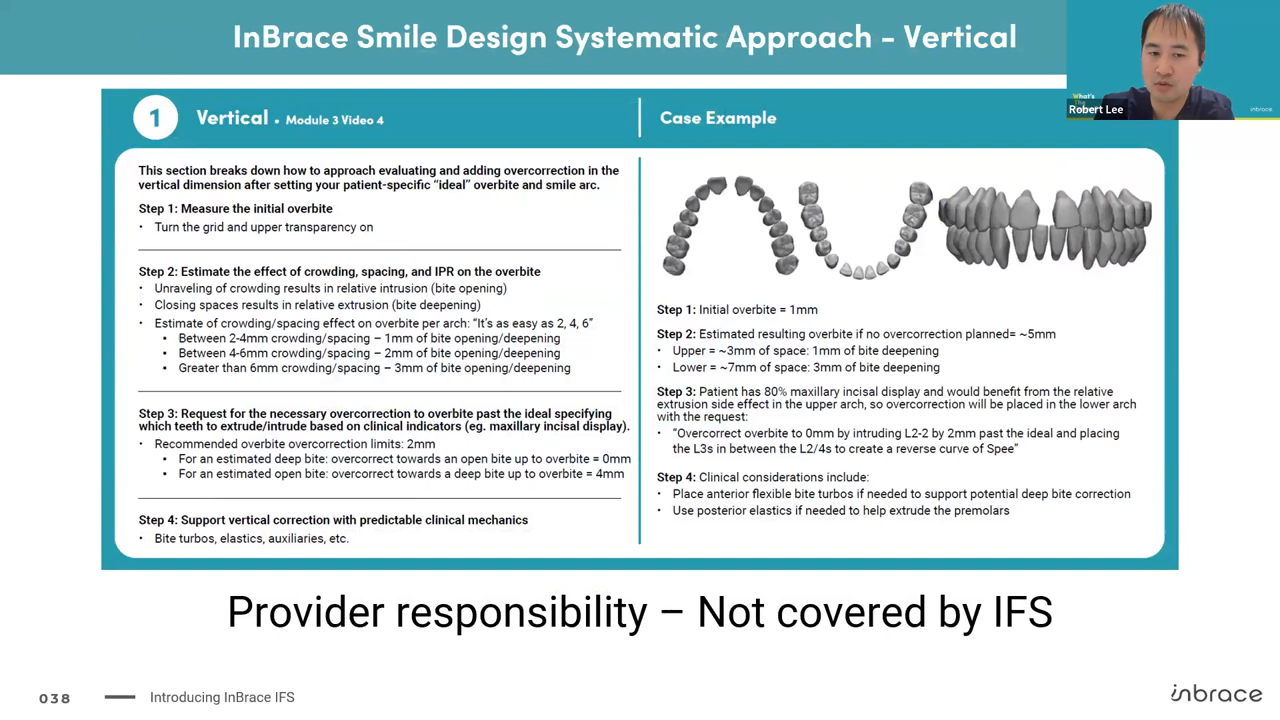 InBrace Smile Design Systematic Approach - Vertical
What's
Robert Lee
inbrace
1
Vertical • Module 3 Video 4
This section breaks down how to approach evaluating and adding overcorrection in the
vertical dimension after setting your patient-specific "ideal" overbite and smile arc.
Step 1: Measure the initial overbite
• Turn the grid and upper transparency on
Step 2: Estimate the effect of crowding, spacing, and IPR on the overbite
• Unraveling of crowding results in relative intrusion (bite opening)
• Closing spaces results in relative extrusion (bite deepening)
• Estimate of crowding/spacing effect on overbite per arch: "It's as easy as 2, 4, 6"
▪ Between 2-4mm crowding/spacing – 1mm of bite opening/deepening
▪ Between 4-6mm crowding/spacing – 2mm of bite opening/deepening
▪ Greater than 6mm crowding/spacing – 3mm of bite opening/deepening
Step 3: Request for the necessary overcorrection to overbite past the ideal specifying
which teeth to extrude/intrude based on clinical indicators (eg. maxillary incisal display).
• Recommended overbite overcorrection limits: 2mm
▪ For an estimated deep bite: overcorrect towards an open bite up to overbite = 0mm
▪ For an estimated open bite: overcorrect towards a deep bite up to overbite = 4mm
Step 4: Support vertical correction with predictable clinical mechanics
• Bite turbos, elastics, auxiliaries, etc.
Case Example
Step 1: Initial overbite = 1mm
Step 2: Estimated resulting overbite if no overcorrection planned= ~5mm
• Upper = ~3mm of space: 1mm of bite deepening
• Lower = ~7mm of space: 3mm of bite deepening
Step 3: Patient has 80% maxillary incisal display and would benefit from the relative
extrusion side effect in the upper arch, so overcorrection will be placed in the lower arch
with the request:
• "Overcorrect overbite to 0mm by intruding L2-2 by 2mm past the ideal and placing
the L3s in between the L2/4s to create a reverse curve of Spee"
Step 4: Clinical considerations include:
• Place anterior flexible bite turbos if needed to support potential deep bite correction
• Use posterior elastics if needed to help extrude the premolars
Provider responsibility – Not covered by IFS
038
Introducing InBrace IFS
inbrace